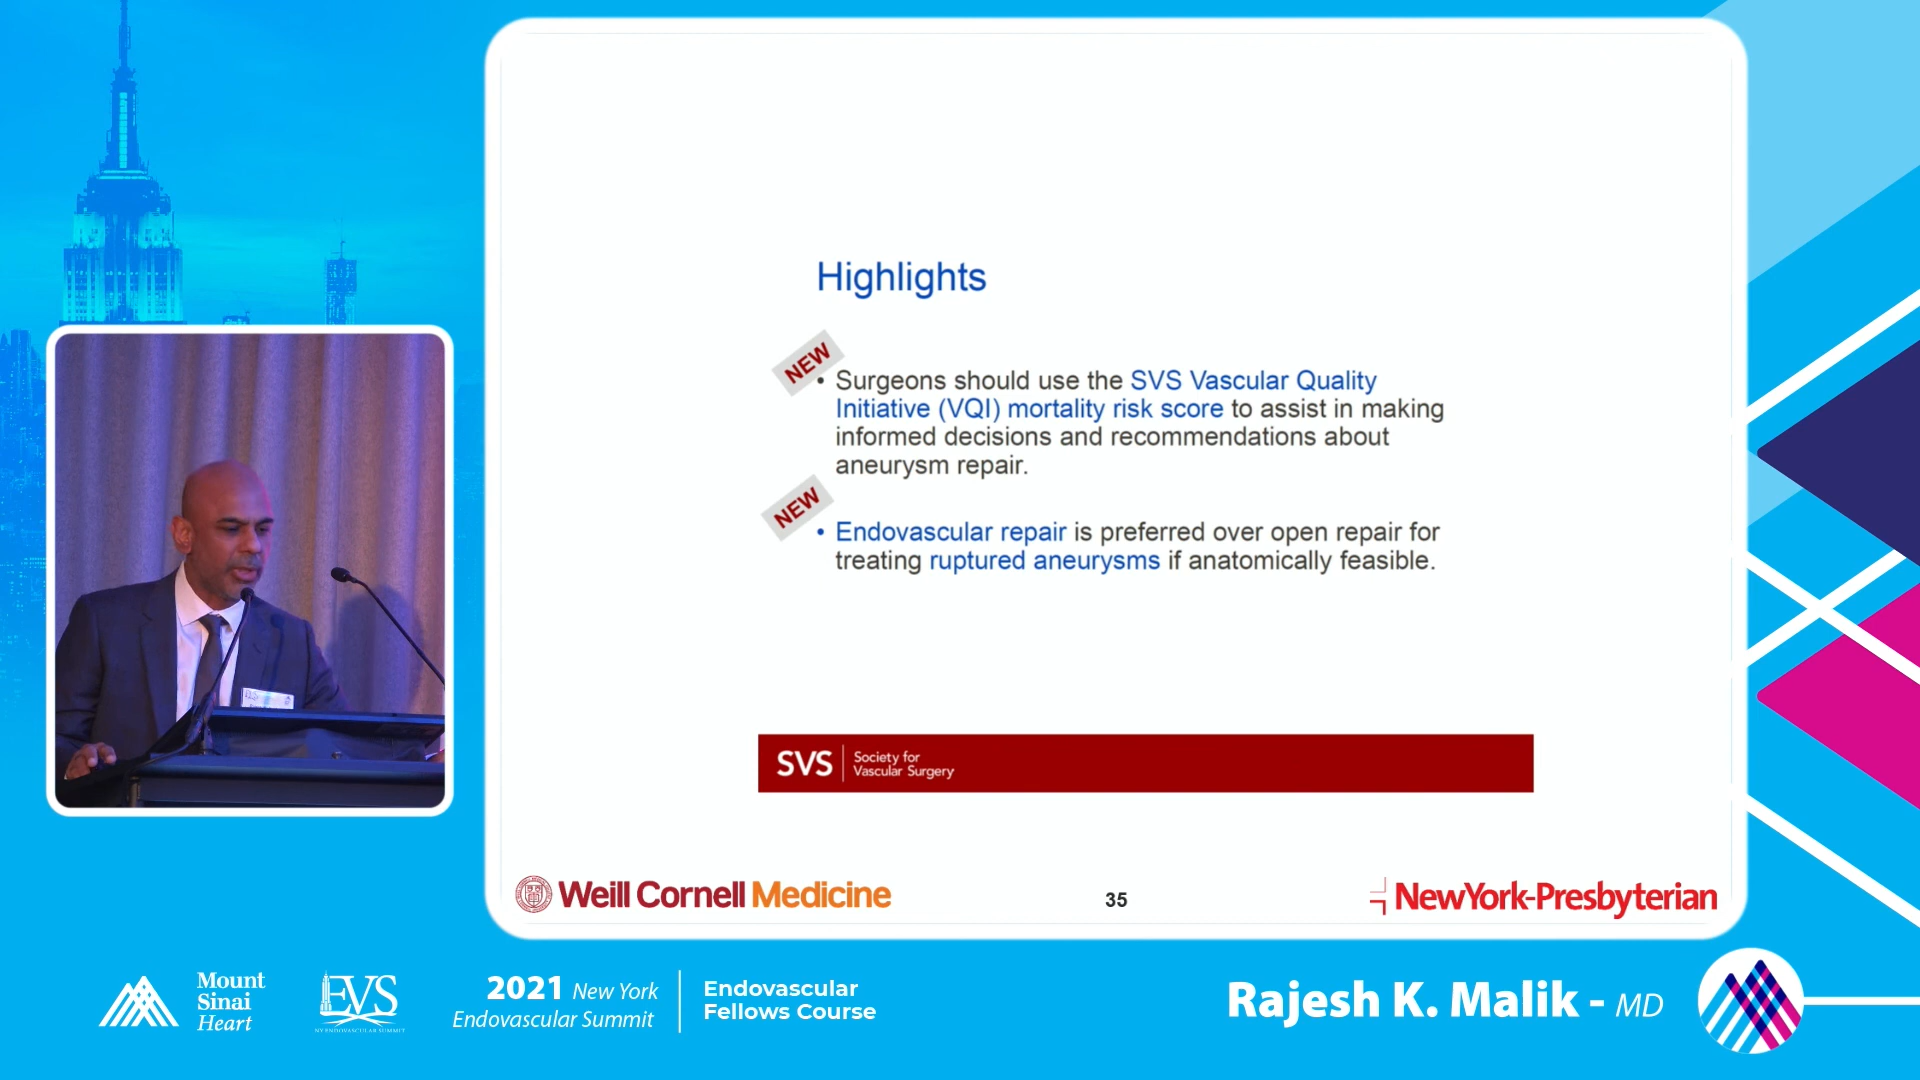 Highlights
NEW
• Surgeons should use the SVS Vascular Quality
Initiative (VQI) mortality risk score to assist in making
informed decisions and recommendations about
aneurysm repair.
NEW
• Endovascular repair is preferred over open repair for
treating ruptured aneurysms if anatomically feasible.
SVS
Society for
Vascular Surgery
Weill Cornell Medicine
35
NewYork-Presbyterian
Mount
Sinai
Heart
EVS
NY ENDOVASCULAR SUMMIT
2021 New York
Endovascular Summit
Endovascular
Fellows Course
Rajesh K. Malik - MD